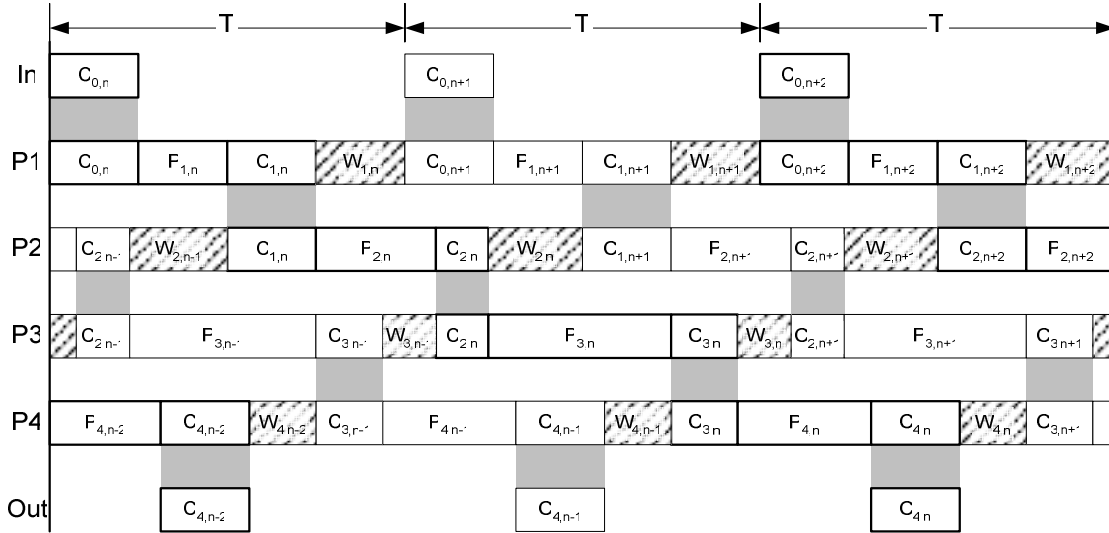 T T T
In C0,n C0,n+1 C0,n+2
P1 C0,n F1,n C1,n W1,n C0,n+1 F1,n+1 C1,n+1 W1,n+1 C0,n+2 F1,n+2 C1,n+2 W1,n+2
P2 C2 n-1 W2,n-1 C1,n F2 n C2 n W2 n C1,n+1 F2,n+1 C2,n+1 W2,n+1 C2,n+2 F2,n+2
P3 C2 n-1 F3,n-1 C3 n-1 W3,n-1 C2 n F3 n C3 n W3,n C2,n+1 F3,n+1 C3 n+1
P4 F4,n-2 C4,n-2 W4 n-2 C3,n-1 F4 n-1 C4,n-1 W4,n-1 C3 n F4 n C4 n W4 n C3,n+1
Out C4,n-2 C4,n-1 C4 n